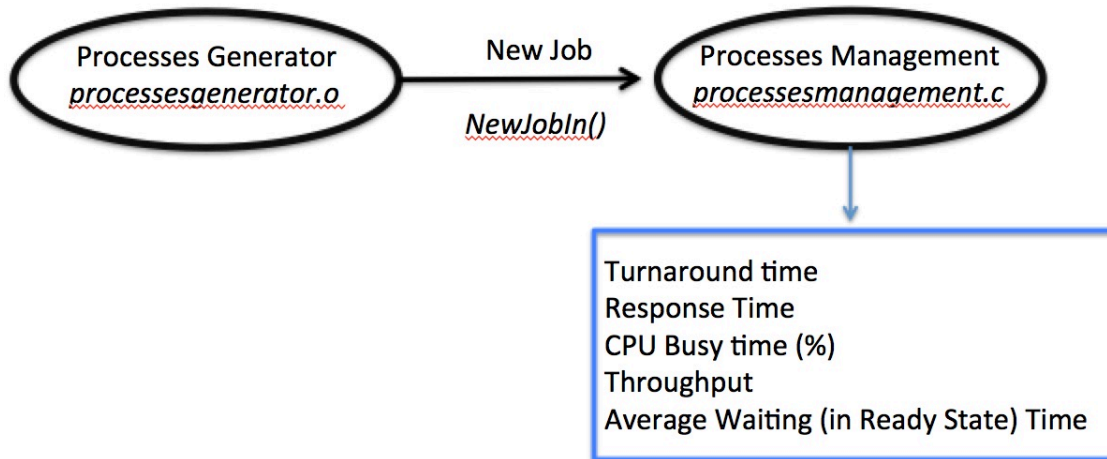 Processes Generator
processesgenerator.o
New Job
NewJobIn()
Processes Management
processesmanagement.c
Turnaround time
Response Time
CPU Busy time (%)
Throughput
Average Waiting (in Ready State) Time